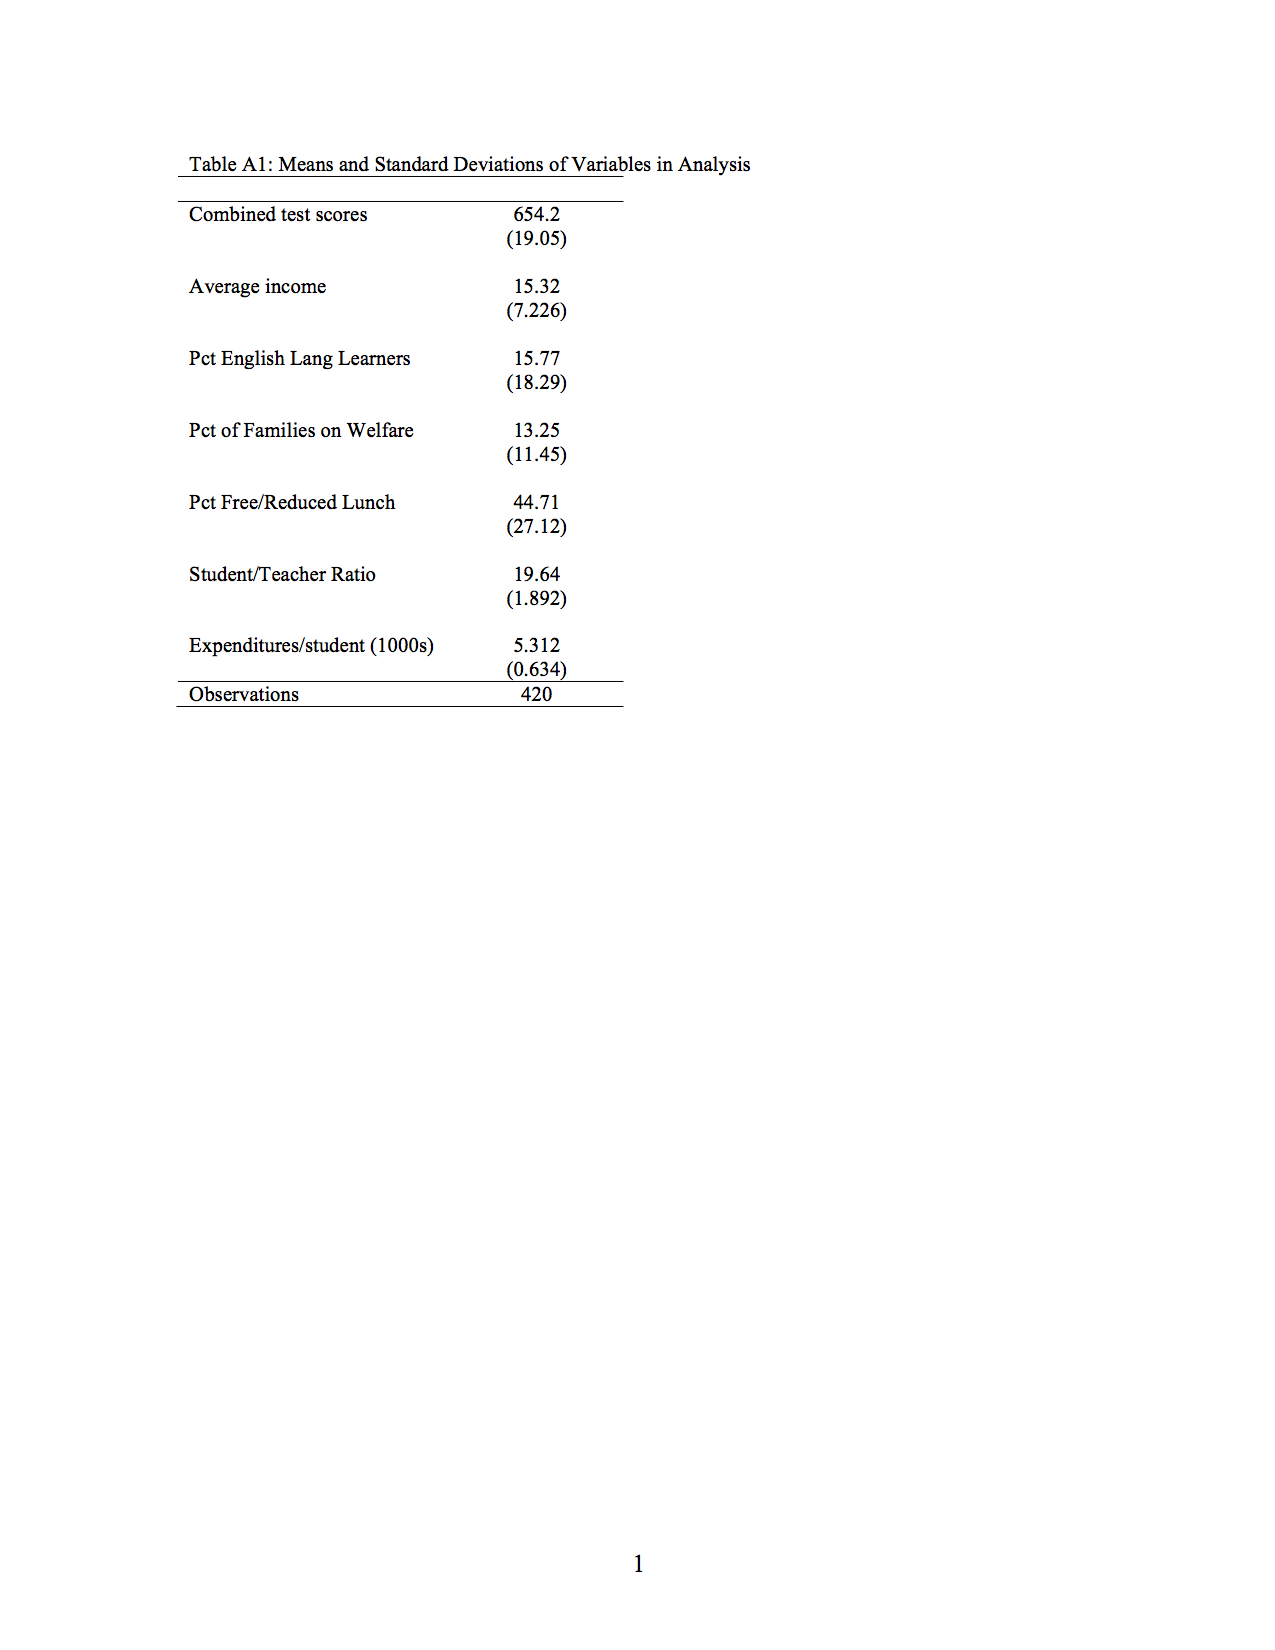 Table A1: Means and Standard Deviations of Variables in Analysis
Combined test scores 654.2
(19.05)
Average income 15.32
(7.226)
Pct English Lang Learners 15.77
(18.29)
Pct of Families on Welfare 13.25
(11.45)
Pct Free/Reduced Lunch 44.71
(27.12)
Student/Teacher Ratio 19.64
(1.892)
Expenditures/student (1000s) 5.312
(0.634)
Observations 420
1